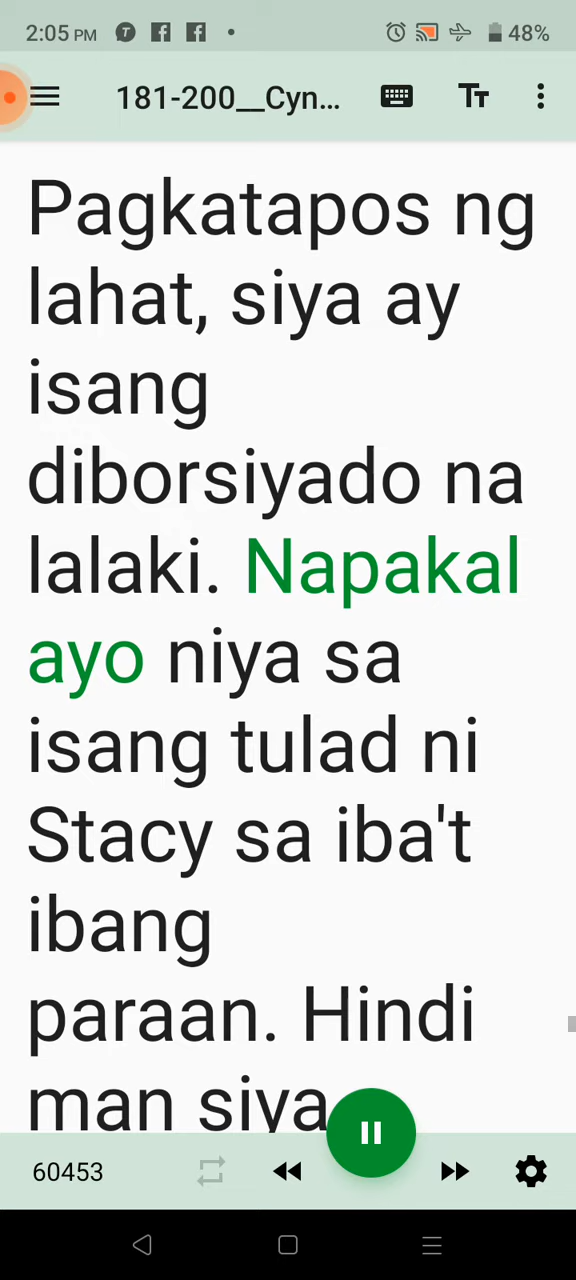 2:05 PM
48%
181-200__Cyn...
Pagkatapos ng
lahat, siya ay
isang
diborsiyado na
lalaki. Napakal
ayo niya sa
isang tulad ni
Stacy sa iba't
ibang
paraan. Hindi
man siya
60453